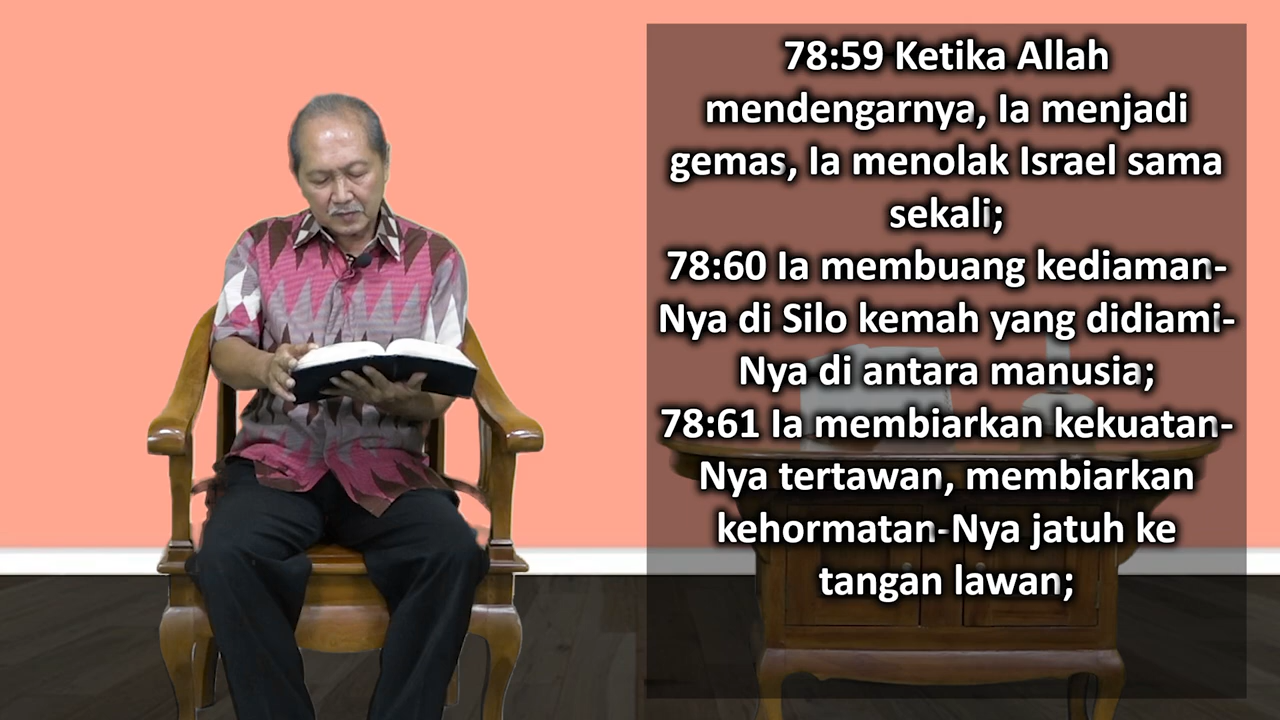 78:59 Ketika Allah
mendengarnya, Ia menjadi
gemas, Ia menolak Israel sama
sekali;
78:60 Ia membuang kediaman-
Nya di Silo kemah yang didiami-
Nya di antara manusia;
78:61 Ia membiarkan kekuatan-
Nya tertawan, membiarkan
kehormatan-Nya jatuh ke
tangan lawan;